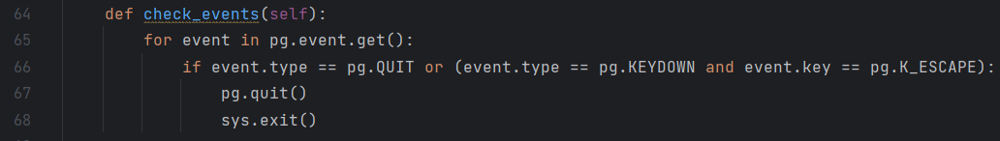 64 def check_events(self):
65 for event in pg.event.get():
66 if event.type == pg.QUIT or (event.type == pg.KEYDOWN and event.key == pg.K_ESCAPE):
67 pg.quit()
68 sys.exit()